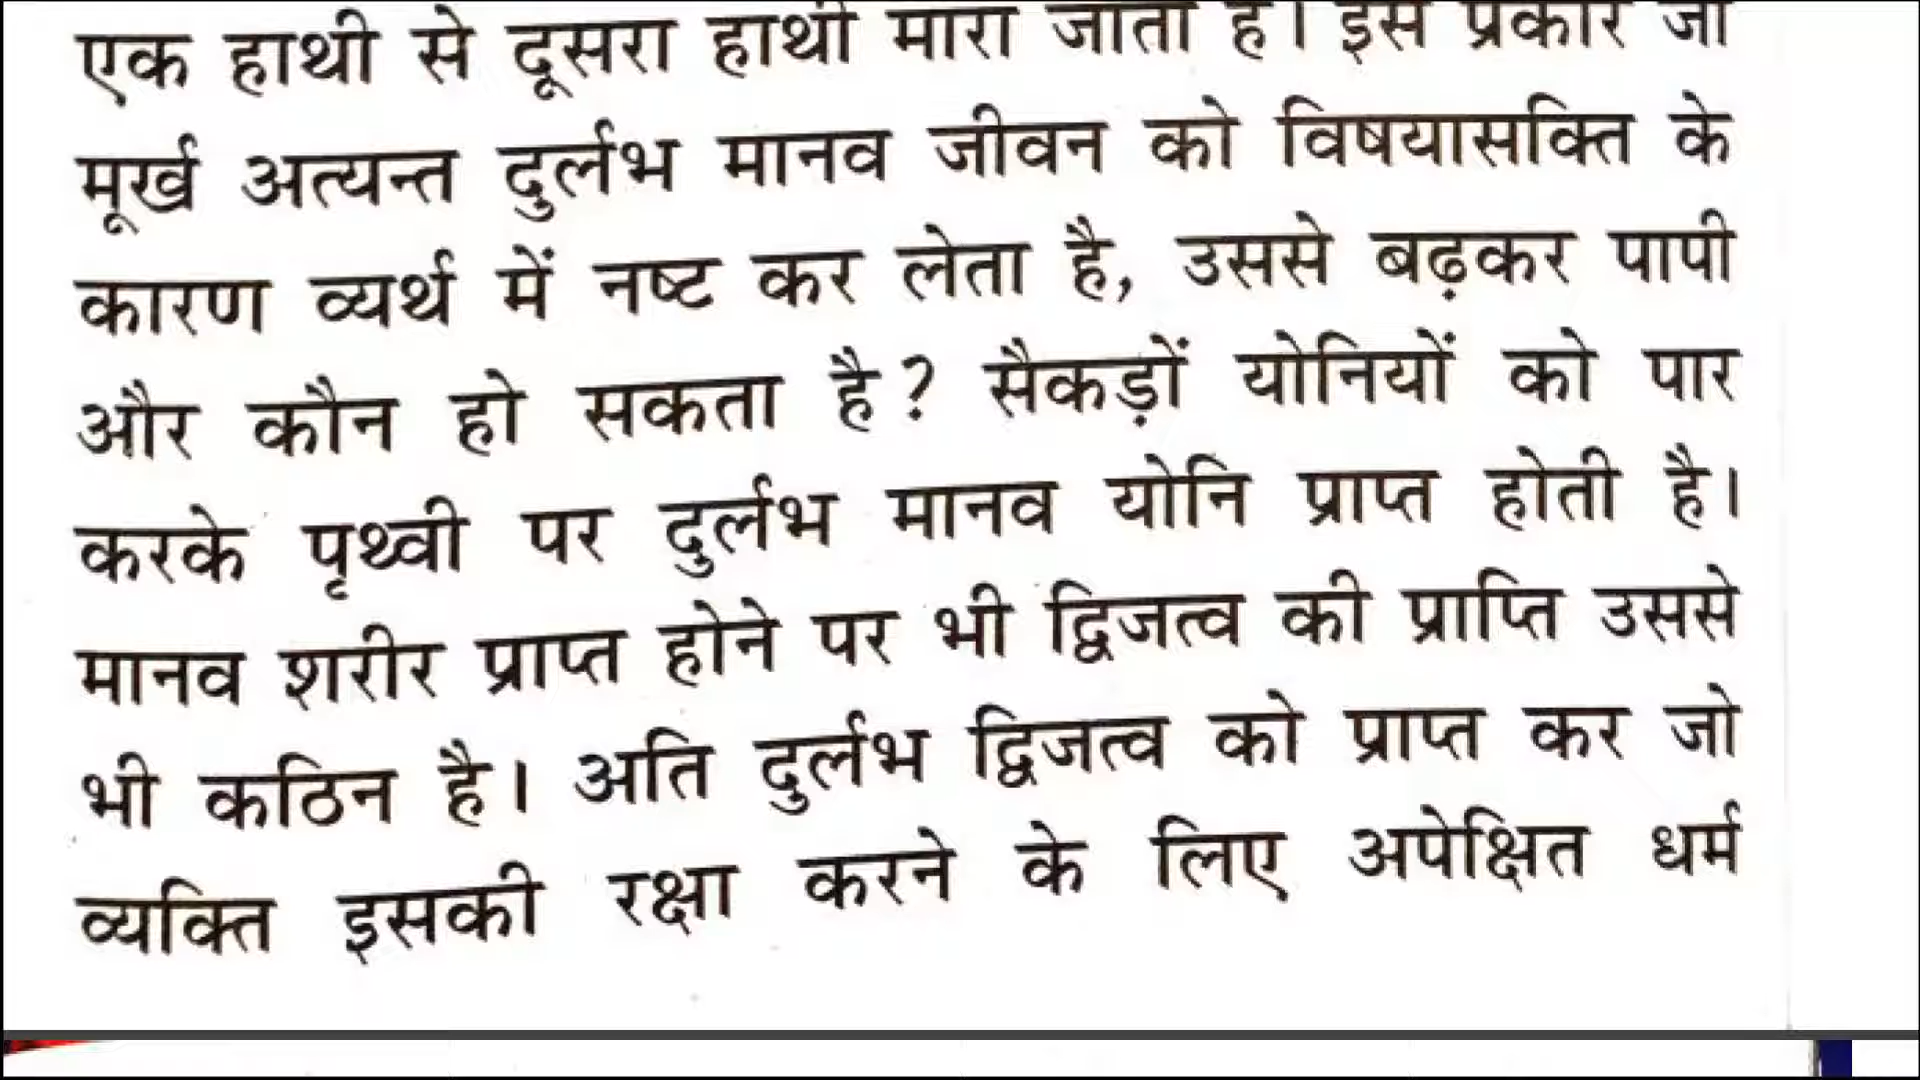 एक हाथी से दूसरा हाथी मारा जाता है। इस प्रकार जो
मूर्ख अत्यन्त दुर्लभ मानव जीवन को विषयासक्ति के
कारण व्यर्थ में नष्ट कर लेता है, उससे बढ़कर पापी
और कौन हो सकता है? सैकड़ों योनियों को पार
करके पृथ्वी पर दुर्लभ मानव योनि प्राप्त होती है।
मानव शरीर प्राप्त होने पर भी द्विजत्व की प्राप्ति उससे
भी कठिन है। अति दुर्लभ द्विजत्व को प्राप्त कर जो
व्यक्ति इसकी रक्षा करने के लिए अपेक्षित धर्म